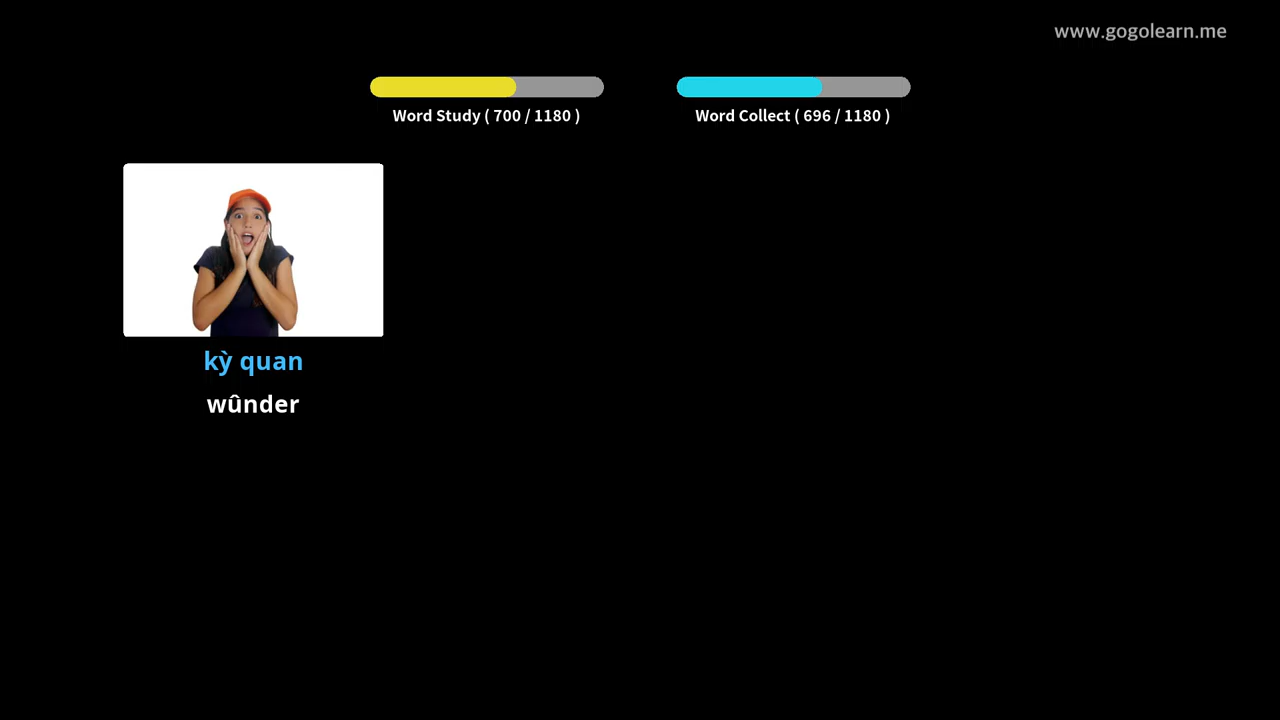 www.gogolearn.me
Word Study ( 700 / 1180 )
Word Collect ( 696 / 1180 )
kỳ quan
wûnder